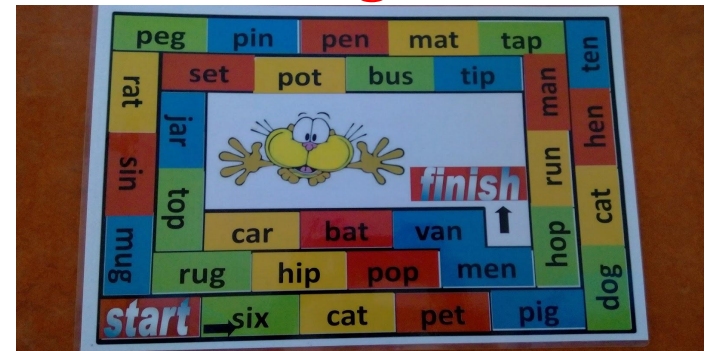 peg pin pen mat tap ten
rat set pot bus tip man
jar hen
sin run
top cat
finish
mug car bat van hop
rug hip pop men dog
start six cat pet pig